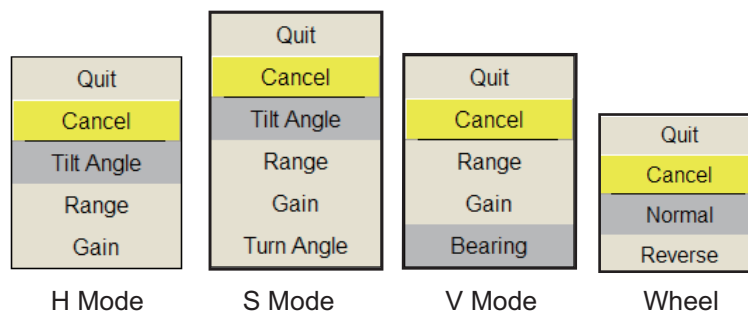 Quit
Cancel
Tilt Angle
Range
Gain
H Mode
Quit
Cancel
Tilt Angle
Range
Gain
Turn Angle
S Mode
Quit
Cancel
Range
Gain
Bearing
V Mode
Quit
Cancel
Normal
Reverse
Wheel